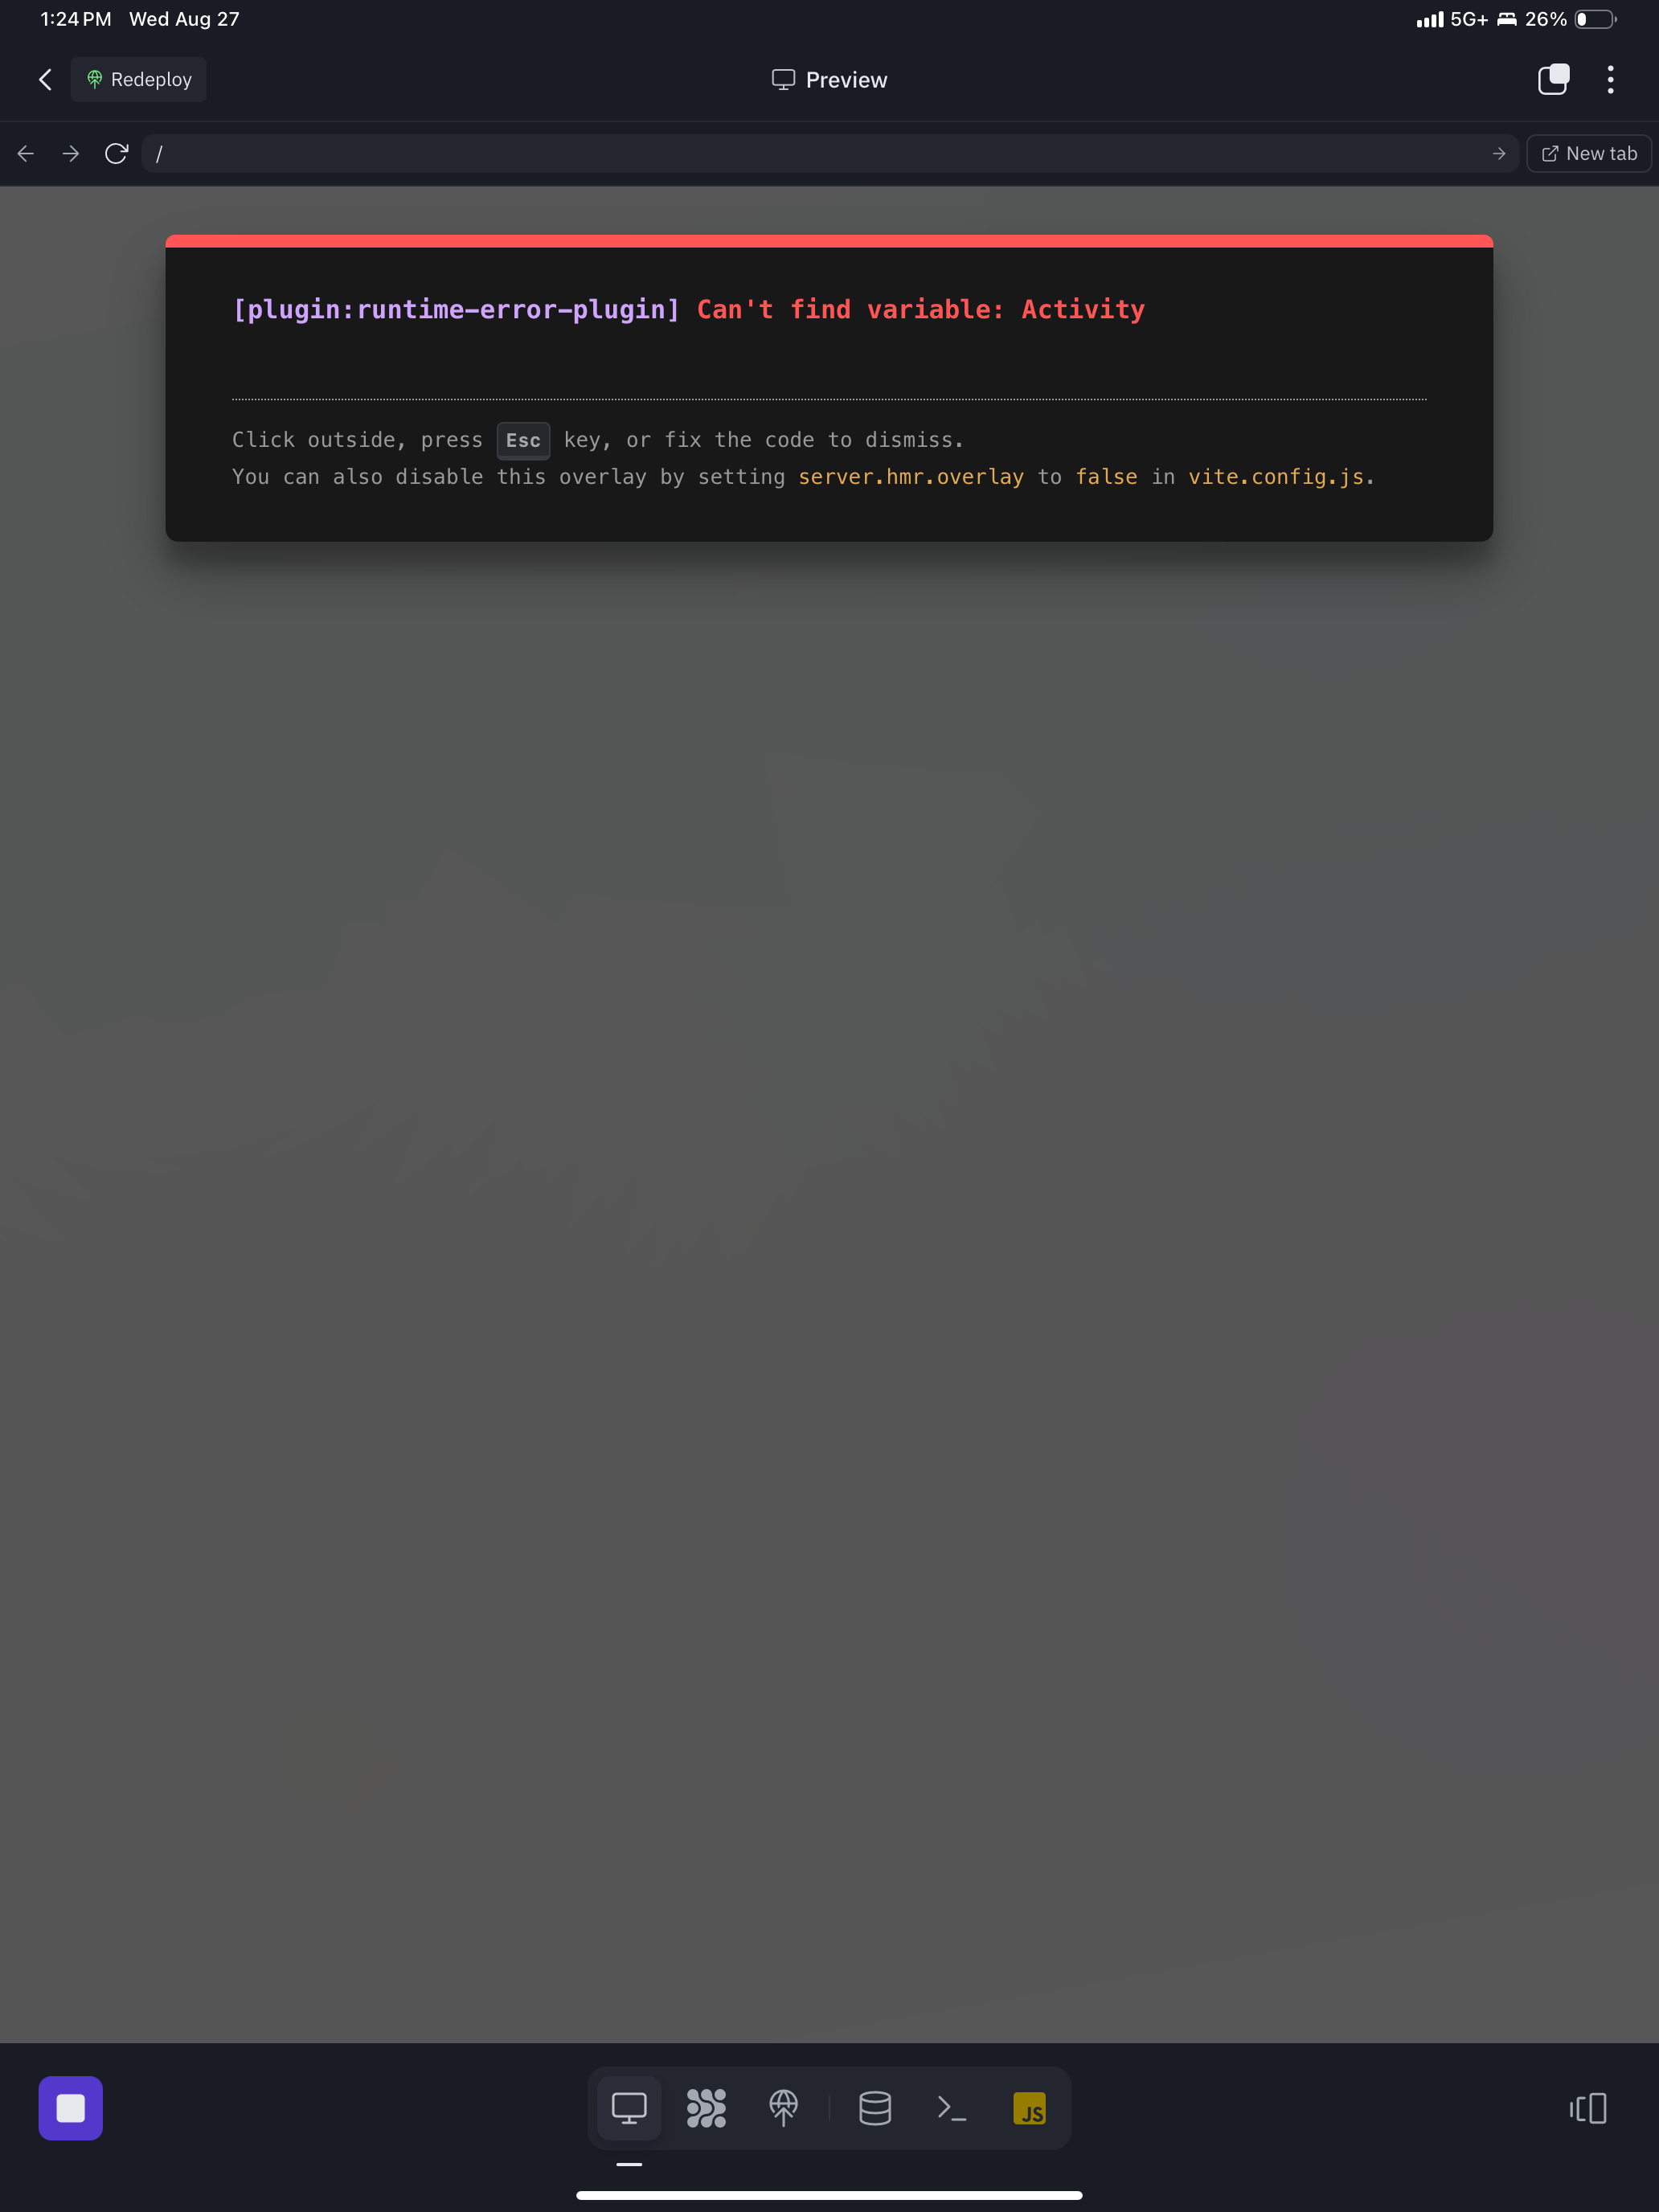 1:24 PM Wed Aug 27
5G+ 26%
Redeploy
Preview
/
New tab
[plugin:runtime-error-plugin] Can't find variable: Activity
Click outside, press Esc key, or fix the code to dismiss.
You can also disable this overlay by setting server.hmr.overlay to false in vite.config.js.
JS